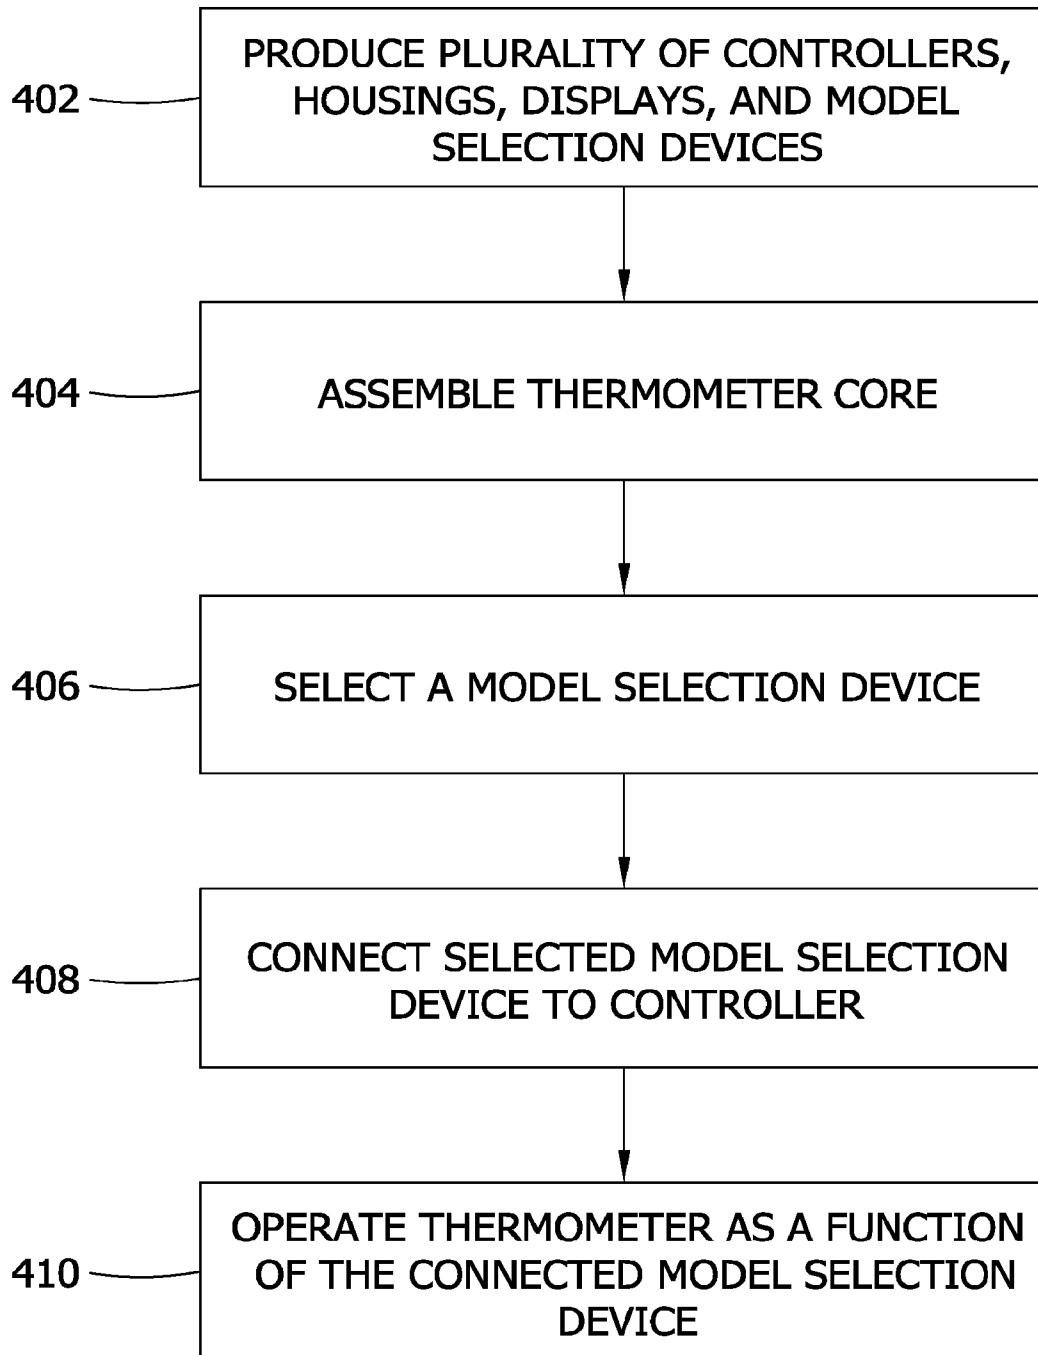 402
PRODUCE PLURALITY OF CONTROLLERS,
HOUSINGS, DISPLAYS, AND MODEL
SELECTION DEVICES
404
ASSEMBLE THERMOMETER CORE
406
SELECT A MODEL SELECTION DEVICE
408
CONNECT SELECTED MODEL SELECTION
DEVICE TO CONTROLLER
410
OPERATE THERMOMETER AS A FUNCTION
OF THE CONNECTED MODEL SELECTION
DEVICE